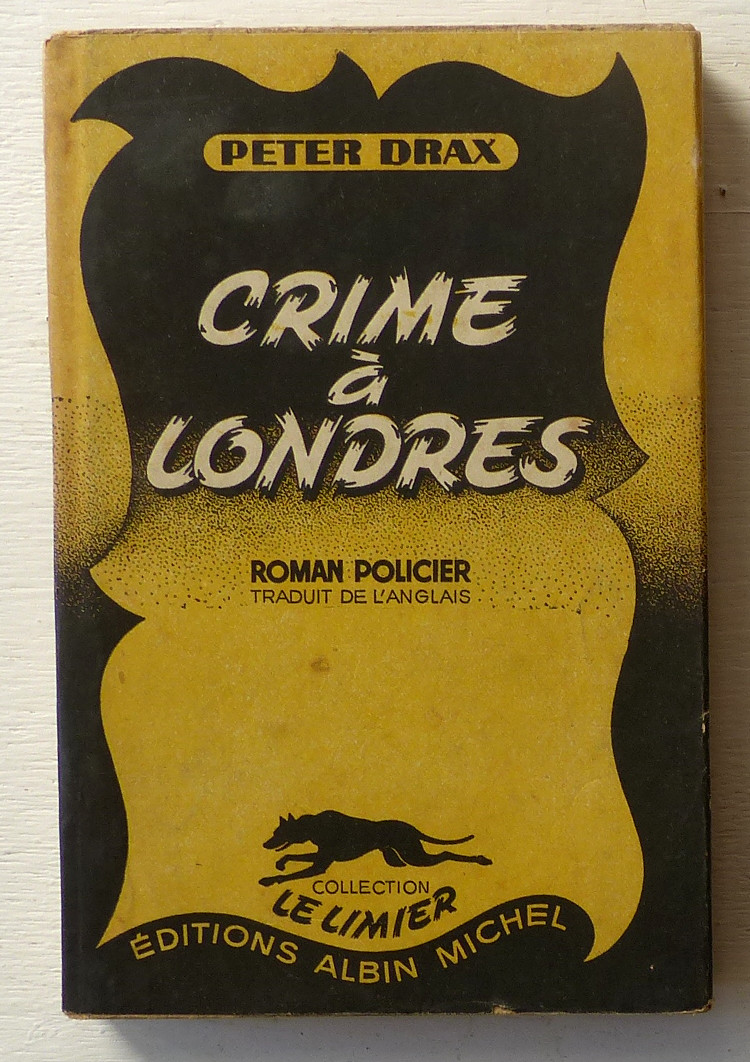 PETER DRAX
CRIME
à
LONDRES
ROMAN POLICIER
TRADUIT DE L'ANGLAIS
COLLECTION
LE LIMIER
ÉDITIONS ALBIN MICHEL